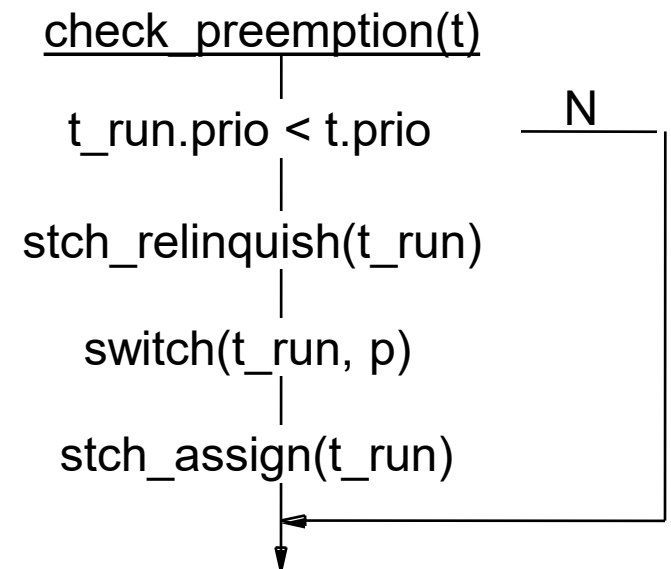 check_preemption(t)
t_run.prio < t.prio
N
stch_relinquish(t_run)
switch(t_run, p)
stch_assign(t_run)